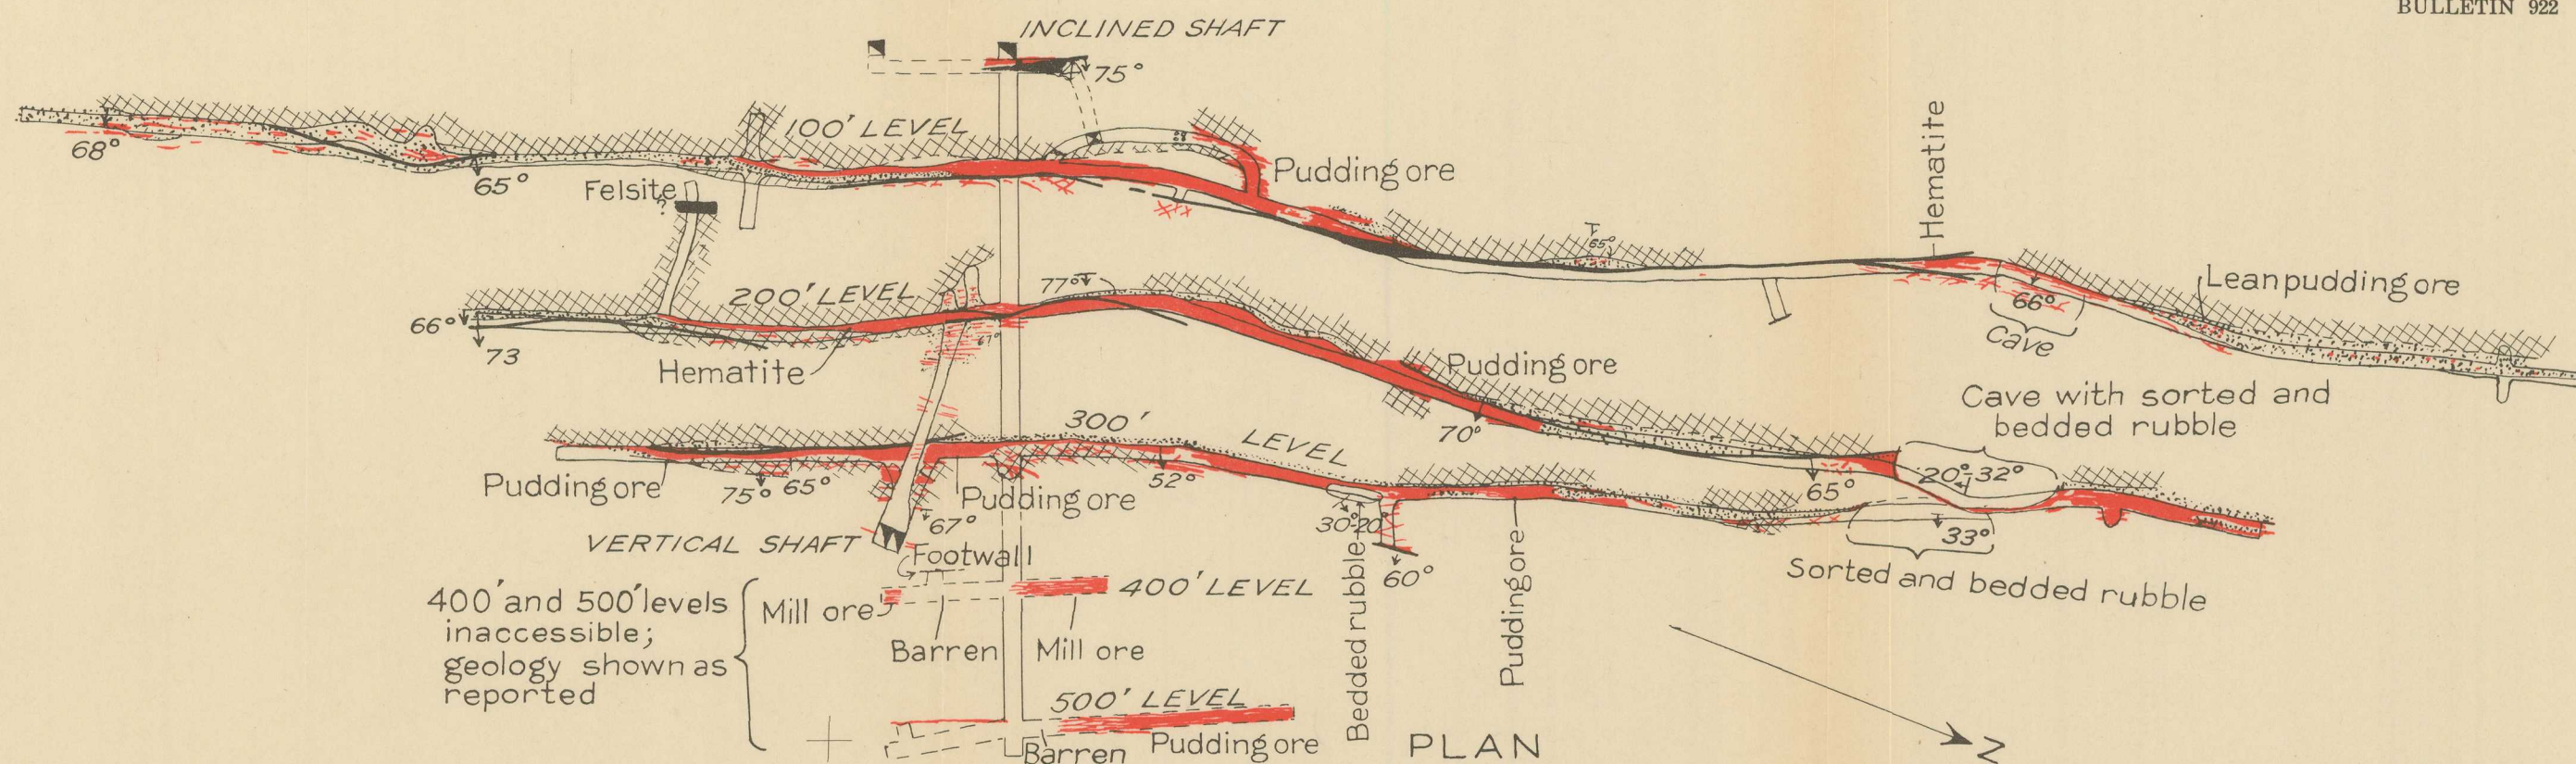 BULLETIN 922
INCLINED SHAFT
75°
100' LEVEL
68°
65°
Felsite
?
Pudding ore
Hematite
65°
200' LEVEL
77°
66°
73
Hematite
67°
Pudding ore
70°
66°
Cave
Lean pudding ore
Cave with sorted and
bedded rubble
300' LEVEL
Pudding ore
75° 65°
Pudding ore
52°
67°
VERTICAL SHAFT
Footwall
30°-20°
60°
65°
20°-32°
33°
Bedded rubble
Pudding ore
Sorted and bedded rubble
400' and 500' levels
inaccessible;
geology shown as
reported
Mill ore
400' LEVEL
Barren
Mill ore
500' LEVEL
Barren
Pudding ore
PLAN
N